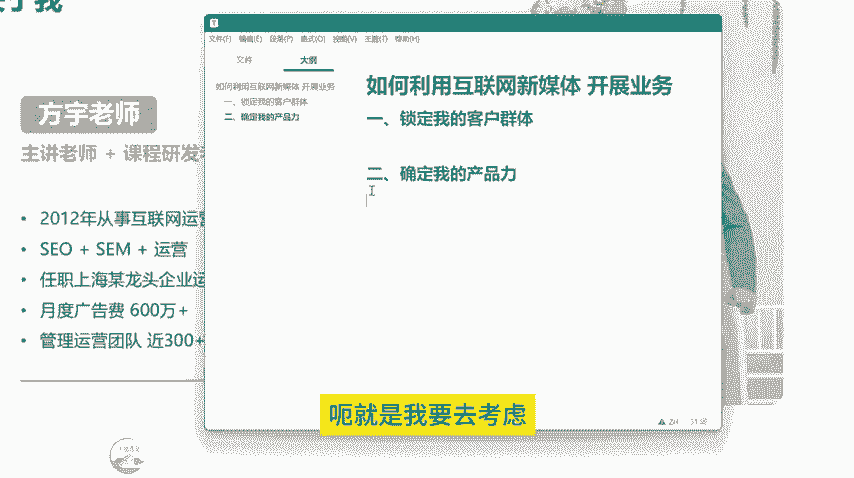 关于我
方宇老师
主讲老师 + 课程研发
2012年从事互联网运营
SEO + SEM + 运营
任职上海某龙头企业运
月度广告费 600万+
管理运营团队 近300+
文件(F) 编辑(E) 段落(P) 格式(O) 视图(V) 主题(T) 帮助(H)
文件 大纲
如何利用互联网新媒体 开展业务
一、锁定我的客户群体
二、确定我的产品力
如何利用互联网新媒体 开展业务
一、锁定我的客户群体
二、确定我的产品力
呃就是我要去考虑